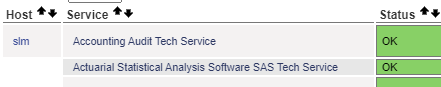 Host Service Status
slm Accounting Audit Tech Service OK
Actuarial Statistical Analysis Software SAS Tech Service OK